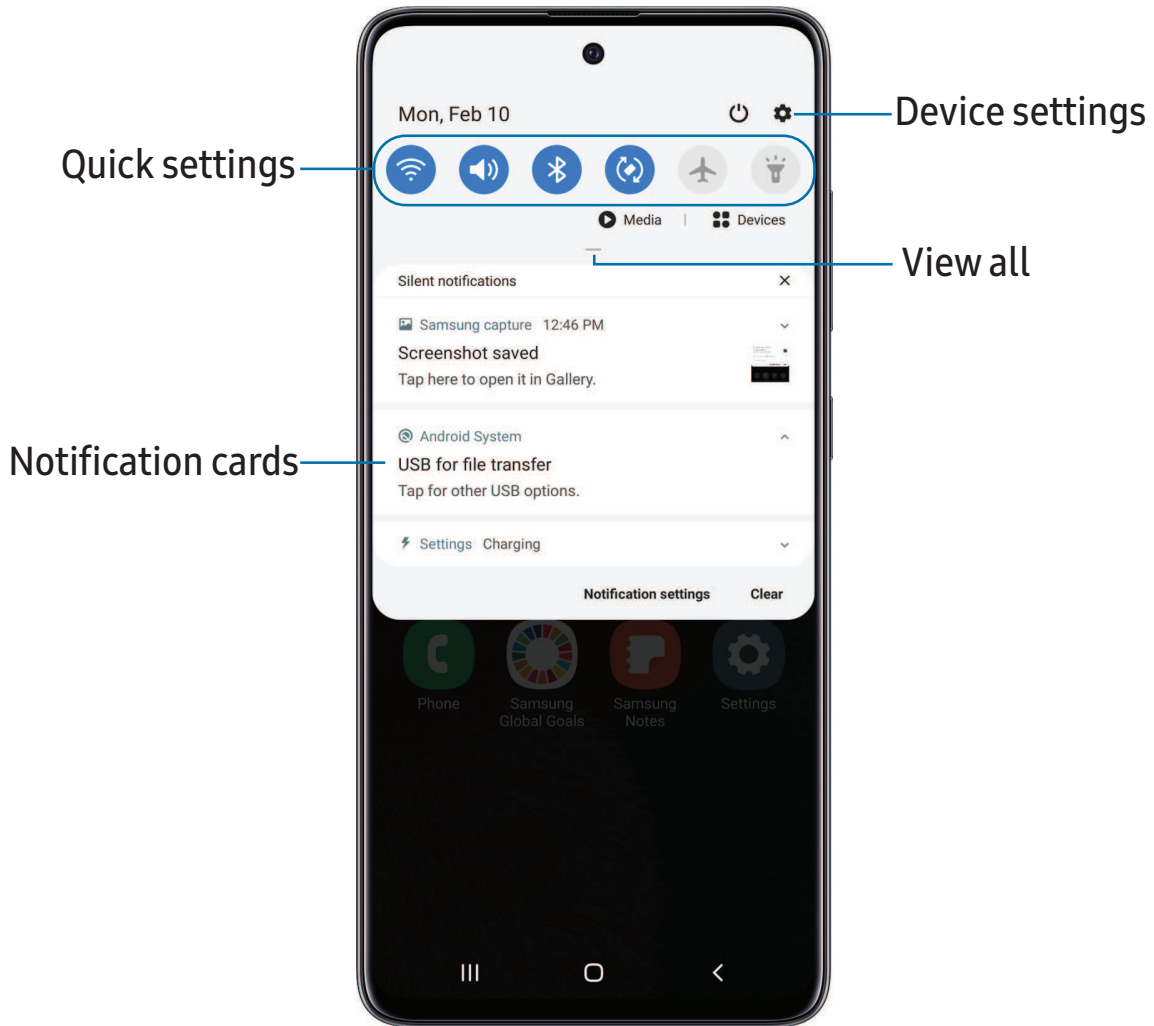 Mon, Feb 10
Device settings
Quick settings
Media | Devices
View all
Silent notifications
Samsung capture 12:46 PM
Screenshot saved
Tap here to open it in Gallery.
Android System
Notification cards
USB for file transfer
Tap for other USB options.
Settings Charging
Notification settings Clear
Phone Samsung Samsung Settings
Global Goals Notes